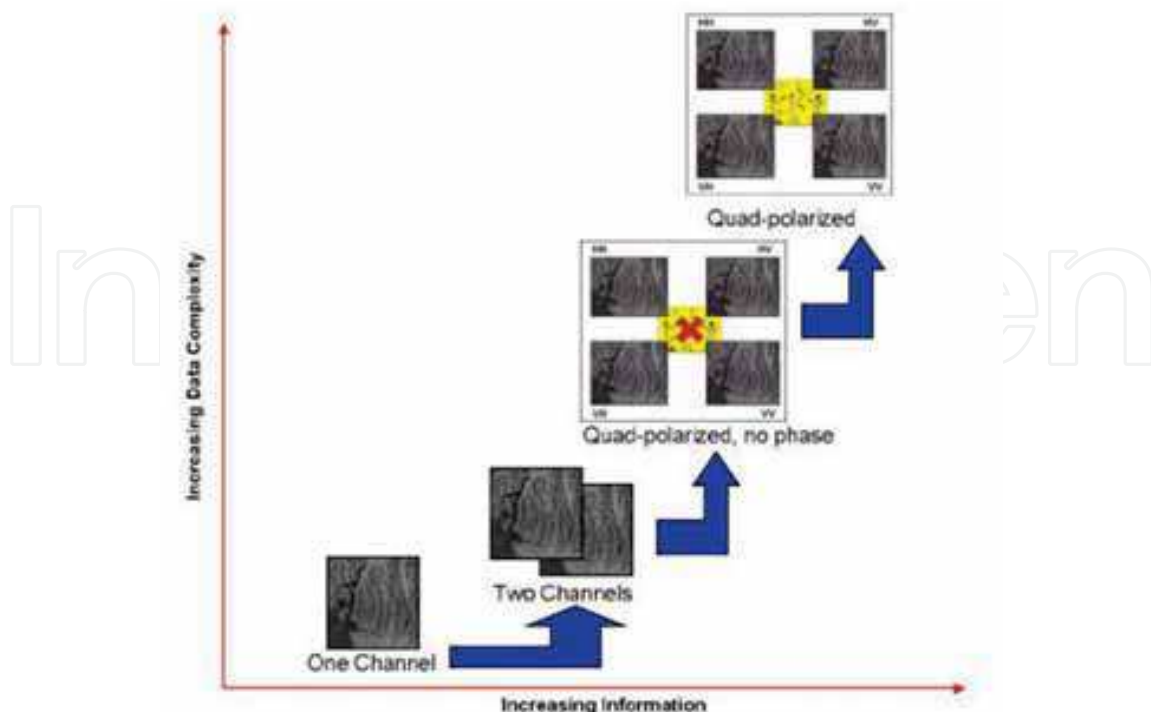 HH HV
VH VV
Quad-polarized
HH HV
VH VV
Quad-polarized, no phase
Two Channels
One Channel
Increasing Data Complexity
Increasing Information